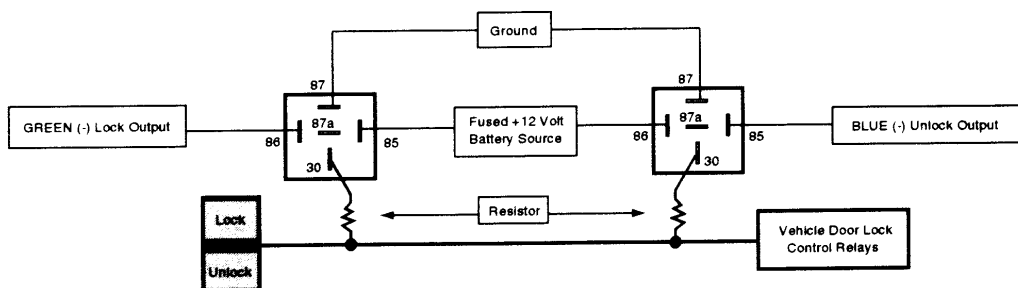 Ground
87
87
GREEN (-) Lock Output
86
87a
85
Fused +12 Volt
Battery Source
86
87a
85
BLUE (-) Unlock Output
30
30
Resistor
Lock
Unlock
Vehicle Door Lock
Control Relays